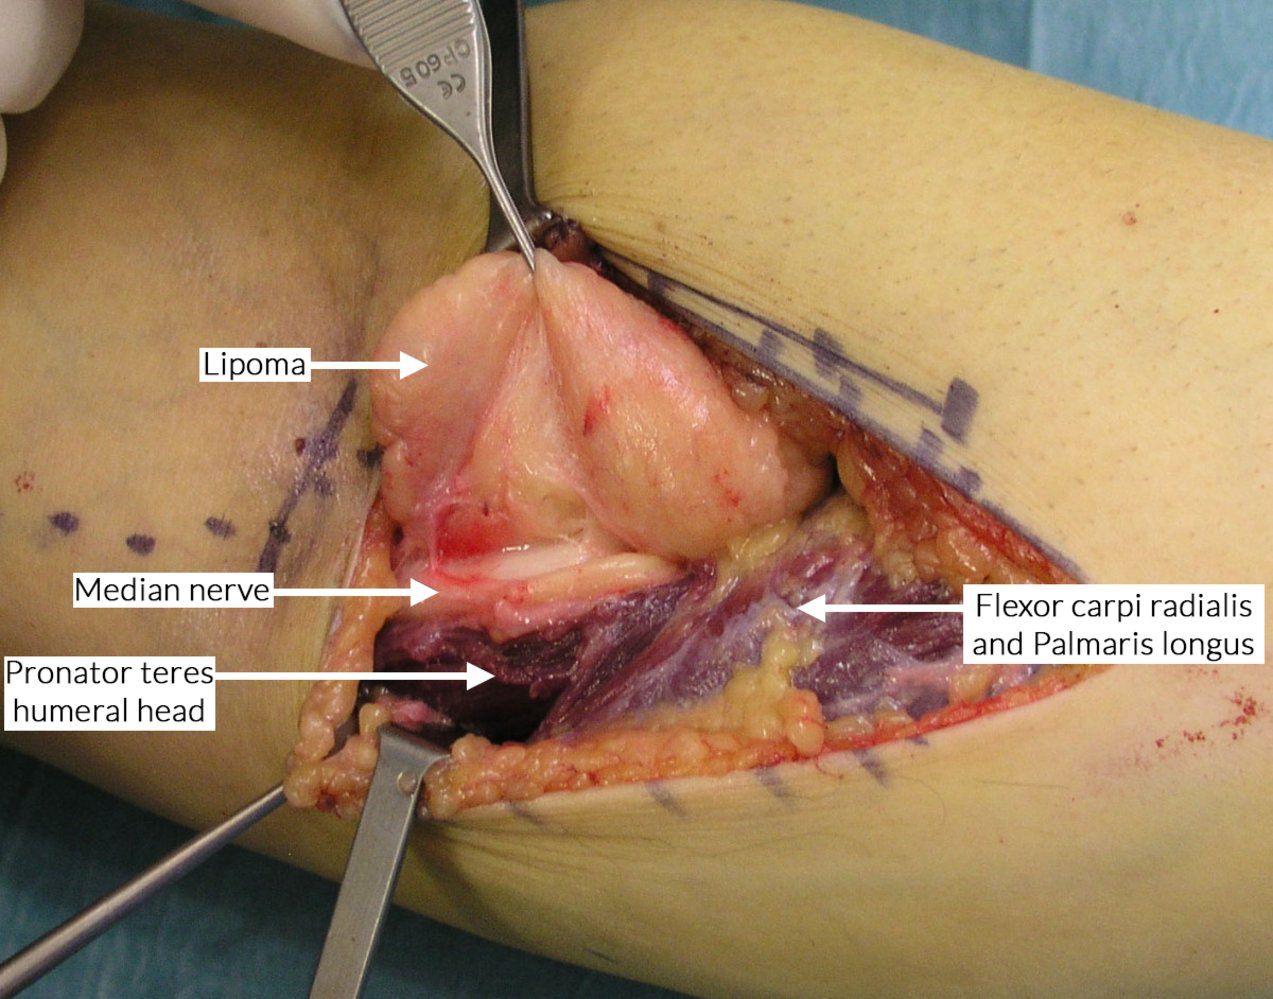 CF605
CE
Lipoma
Median nerve
Pronator teres
humeral head
Flexor carpi radialis
and Palmaris longus